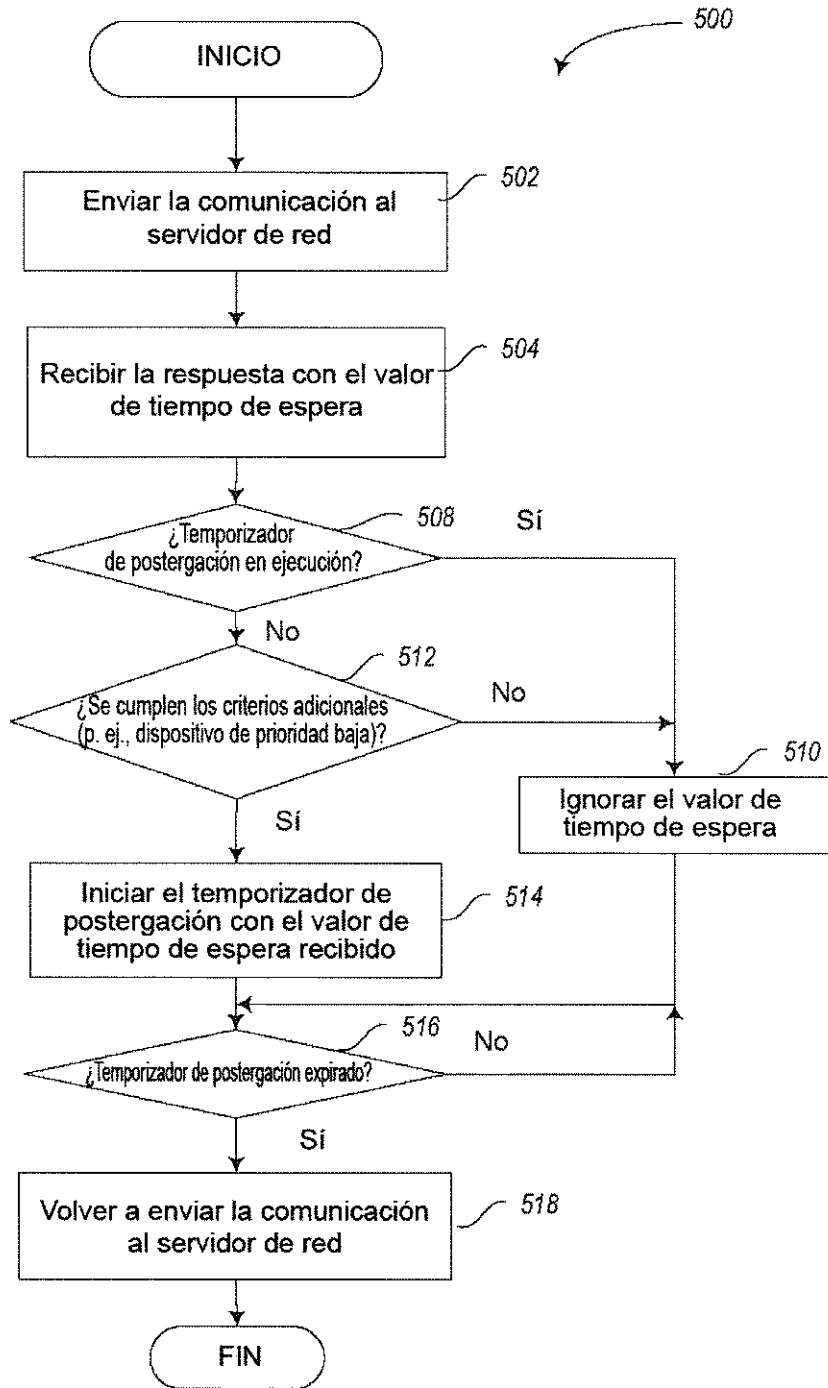 500
INICIO
502
Enviar la comunicación al
servidor de red
504
Recibir la respuesta con el valor
de tiempo de espera
508
¿Temporizador
de postergación en ejecución?
Sí
No
512
¿Se cumplen los criterios adicionales
(p. ej., dispositivo de prioridad baja)?
No
510
Ignorar el valor de
tiempo de espera
Sí
Iniciar el temporizador de
postergación con el valor de
tiempo de espera recibido
514
516
¿Temporizador de postergación expirado?
No
Sí
Volver a enviar la comunicación
al servidor de red
518
FIN